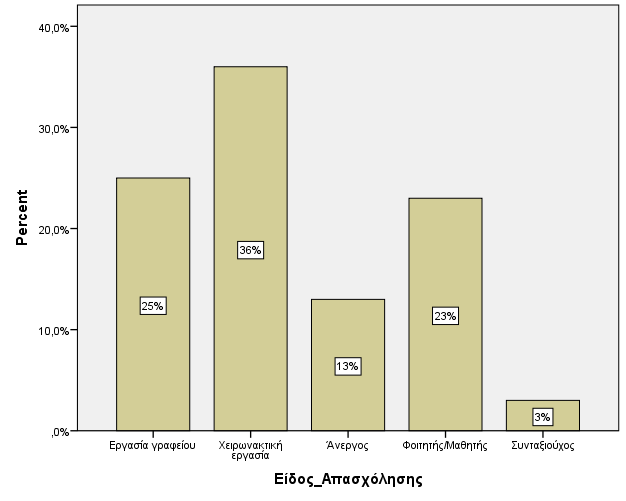 40,0%
30,0%
20,0%
10,0%
,0%
Percent
25%
36%
13%
23%
3%
Εργασία γραφείου
Χειρωνακτική
εργασία
Άνεργος
Φοιτητής/Μαθητής
Συνταξιούχος
Είδος_Απασχόλησης